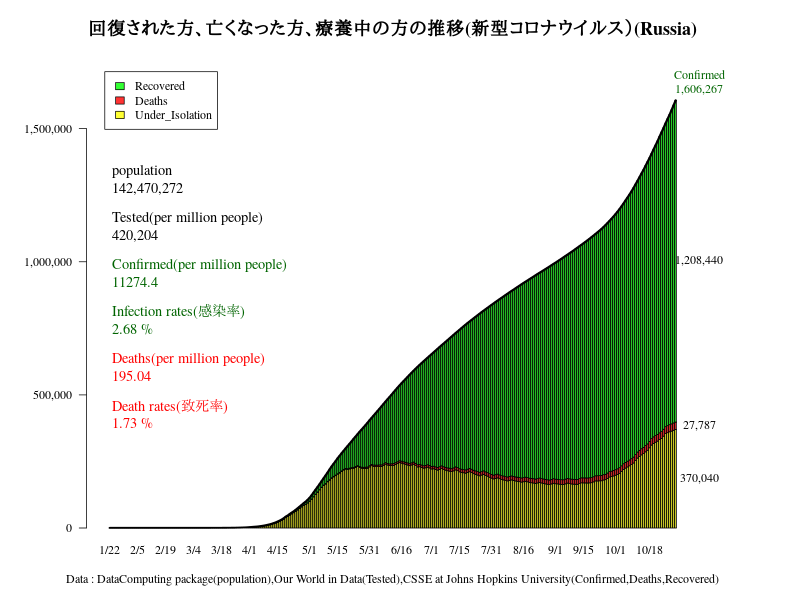 回復された方、亡くなった方、療養中の方の推移(新型コロナウイルス)(Russia)
Recovered
Deaths
Under_Isolation
Confirmed
1,606,267
1,500,000
population
142,470,272
Tested(per million people)
420,204
1,000,000
Confirmed(per million people)
11274.4
1,208,440
Infection rates(感染率)
2.68 %
Deaths(per million people)
195.04
500,000
Death rates(致死率)
1.73 %
27,787
370,040
0
1/22 2/5 2/19 3/4 3/18 4/1 4/15 5/1 5/15 5/31 6/16 7/1 7/15 7/31 8/16 9/1 9/15 10/1 10/18
Data : DataComputing package(population),Our World in Data(Tested),CSSE at Johns Hopkins University(Confirmed,Deaths,Recovered)